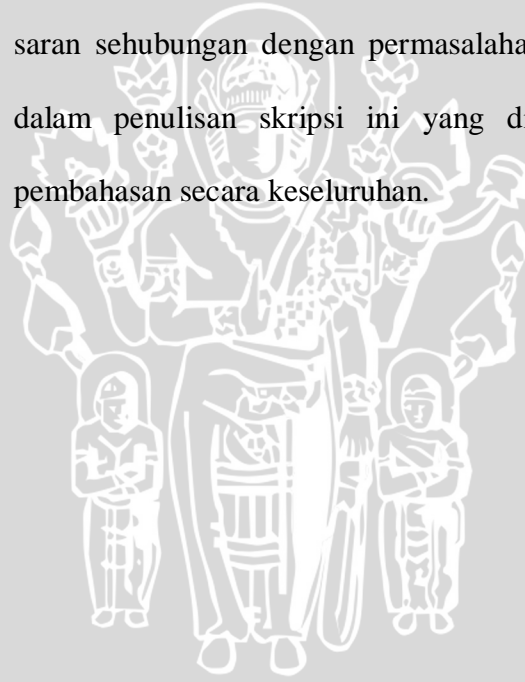 saran sehubungan dengan permasalaha
dalam penulisan skripsi ini yang d
pembahasan secara keseluruhan.